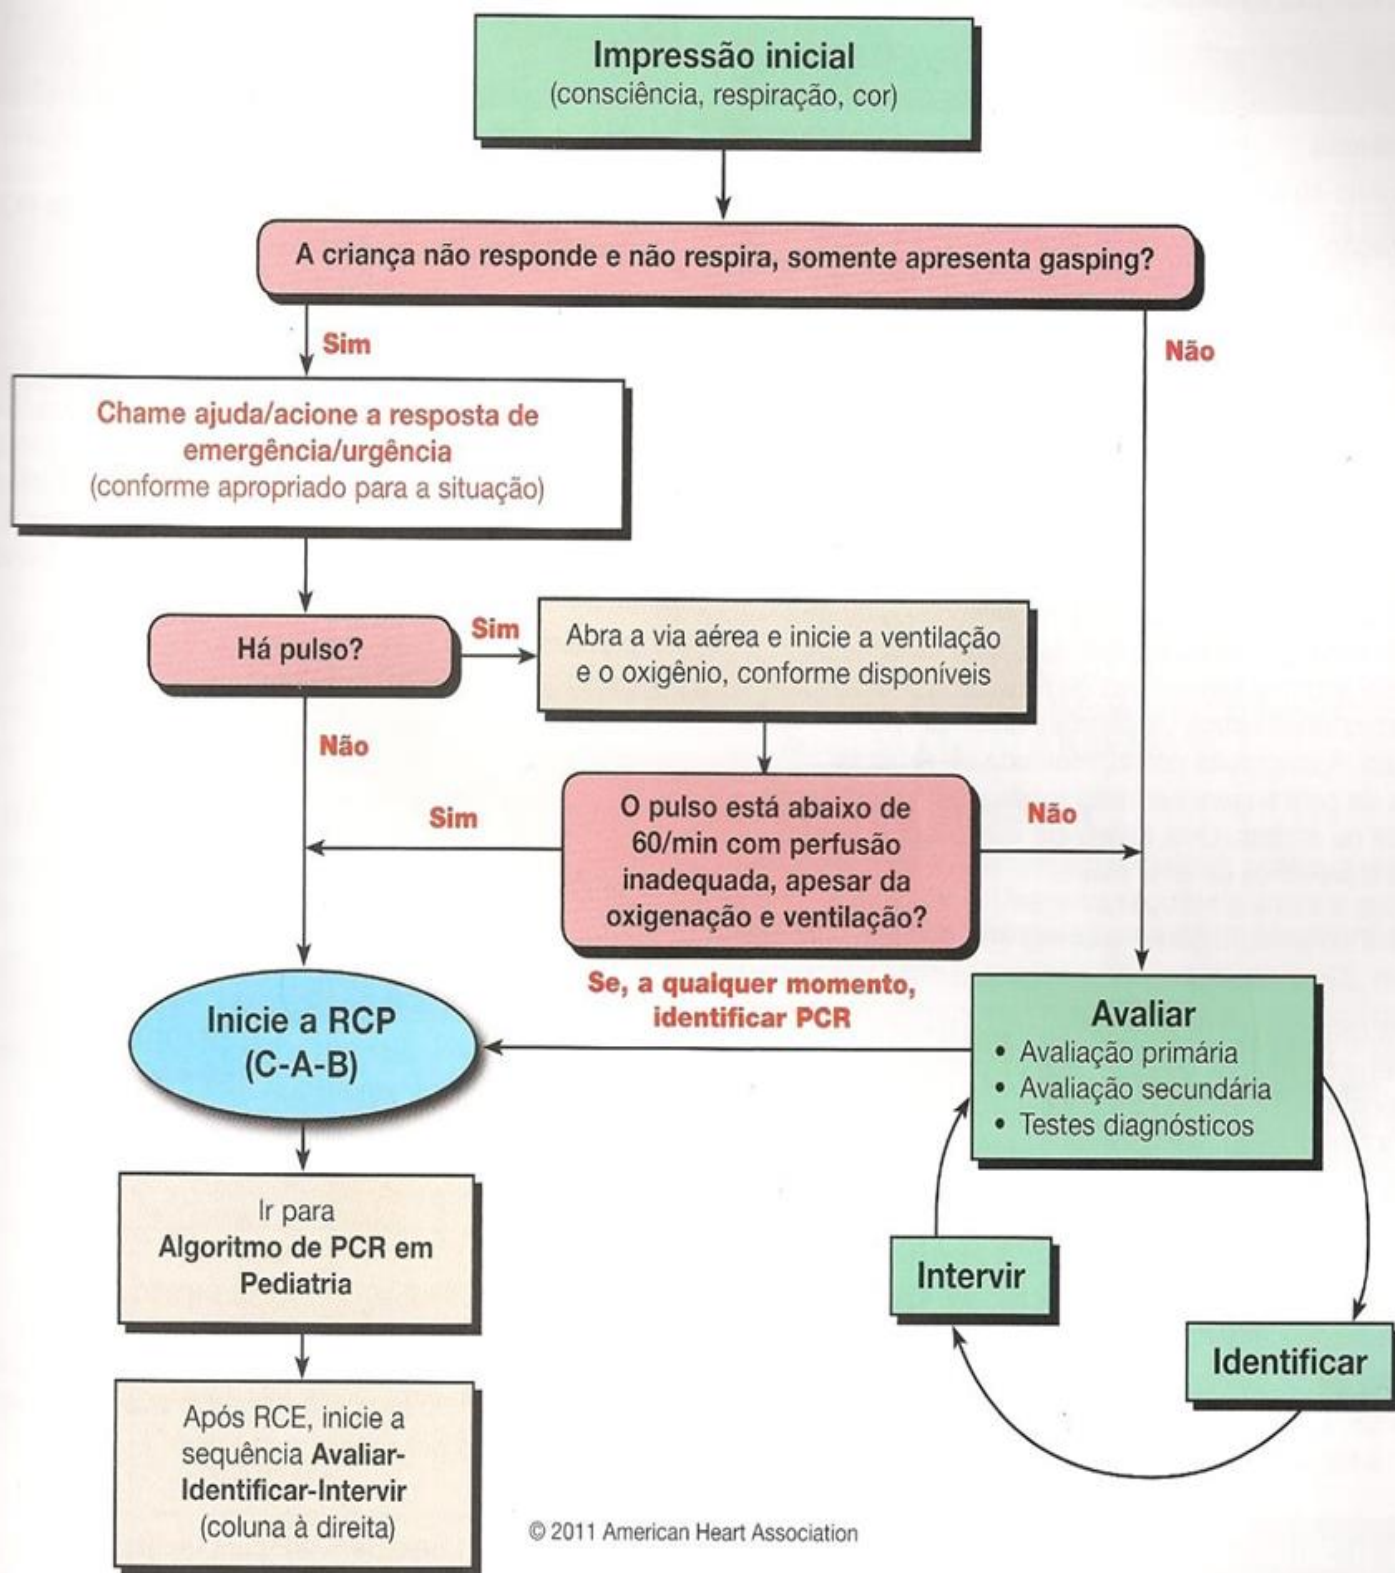 Impressão inicial
(consciência, respiração, cor)
A criança não responde e não respira, somente apresenta gasping?
Sim
Não
Chame ajuda/acione a resposta de
emergência/urgência
(conforme apropriado para a situação)
Há pulso?
Sim
Abra a via aérea e inicie a ventilação
e o oxigênio, conforme disponíveis
Não
Sim
O pulso está abaixo de
60/min com perfusão
inadequada, apesar da
oxigenação e ventilação?
Não
Se, a qualquer momento,
identificar PCR
Inicie a RCP
(C-A-B)
Avaliar
• Avaliação primária
• Avaliação secundária
• Testes diagnósticos
Ir para
Algoritmo de PCR em
Pediatria
Intervir
Identificar
Após RCE, inicie a
sequência Avaliar-
Identificar-Intervir
(coluna à direita)
© 2011 American Heart Association